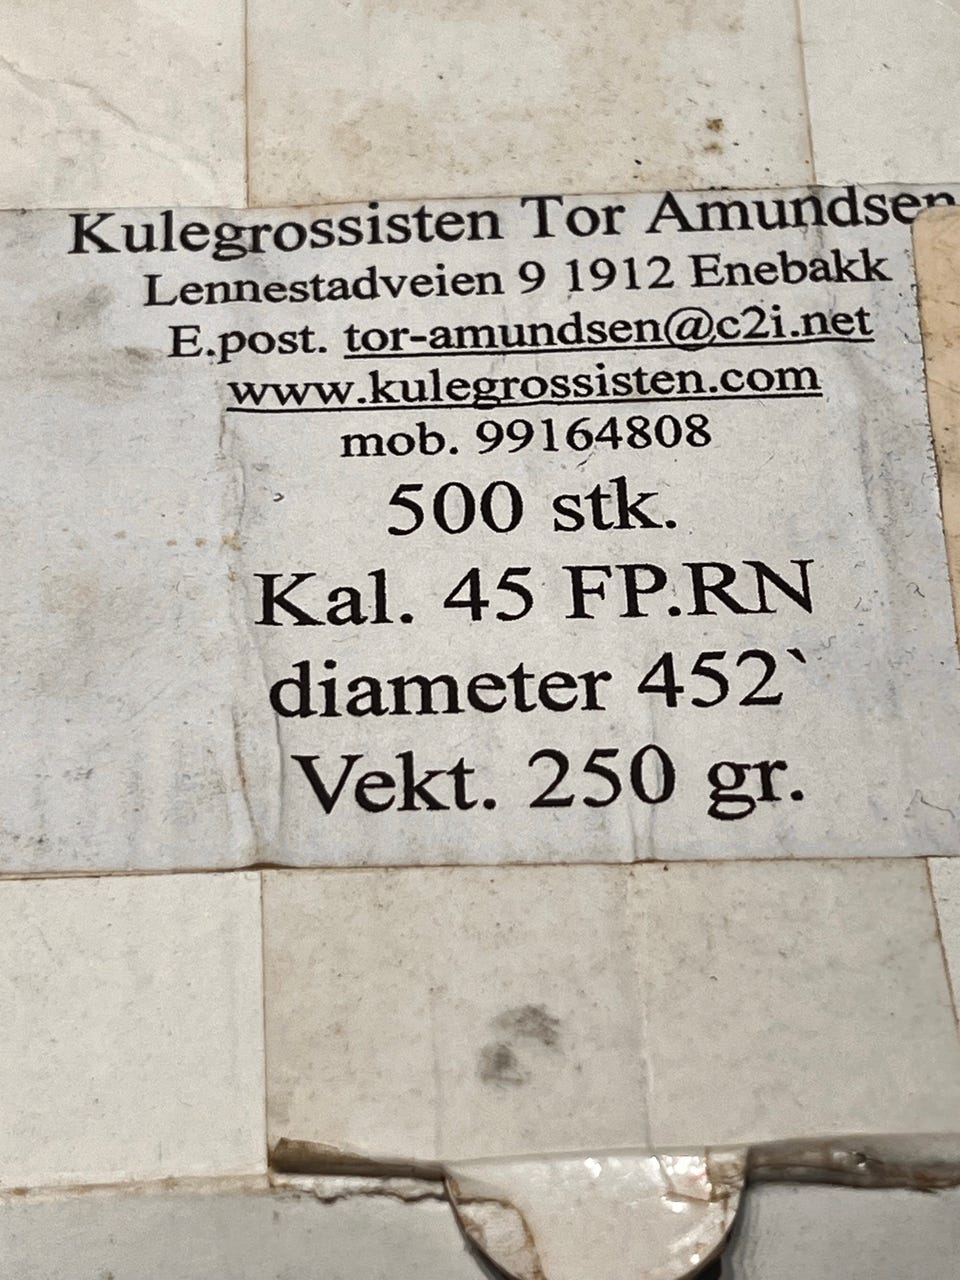 Kulegrossisten Tor Amundsen
Lennestadveien 9 1912 Enebakk
E.post. tor-amundsen@c2i.net
www.kulegrossisten.com
mob. 99164808
500 stk.
Kal. 45 FP.RN
diameter 452`
Vekt. 250 gr.